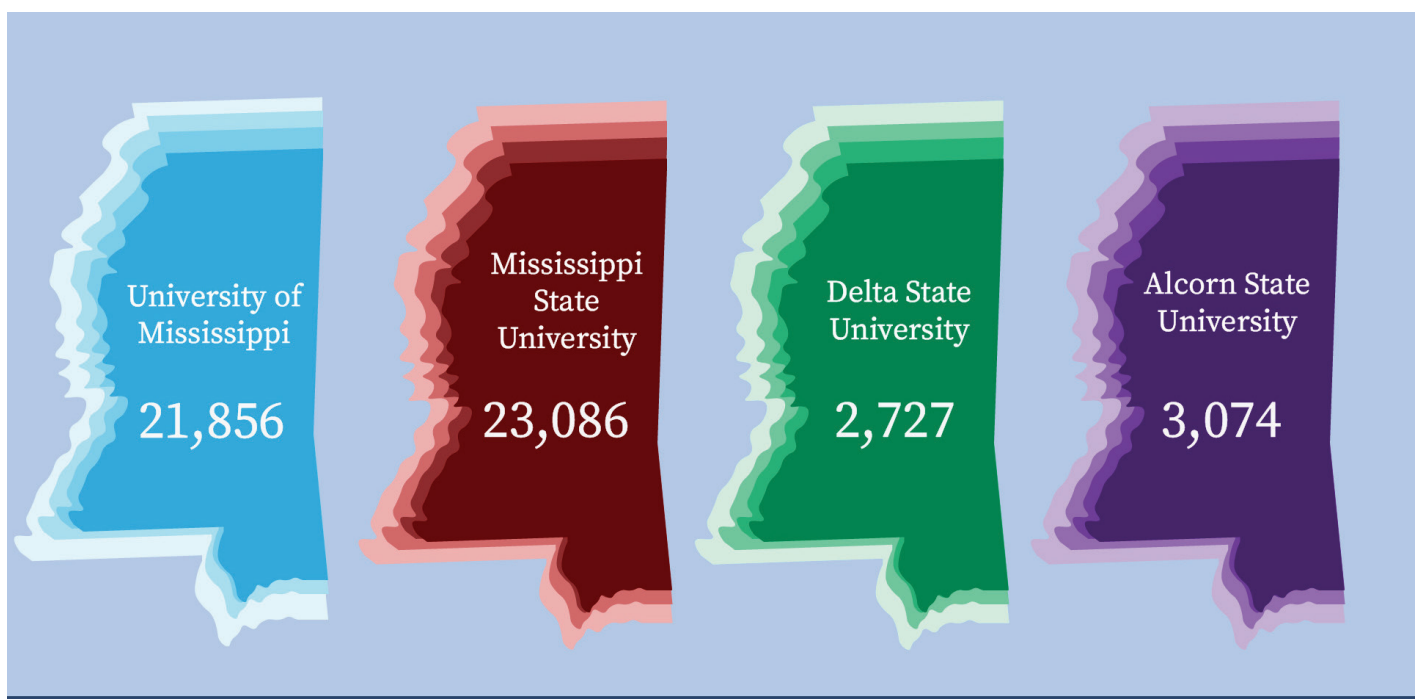 University of
Mississippi
21,856
Mississippi
State
University
23,086
Delta State
University
2,727
Alcorn State
University
3,074